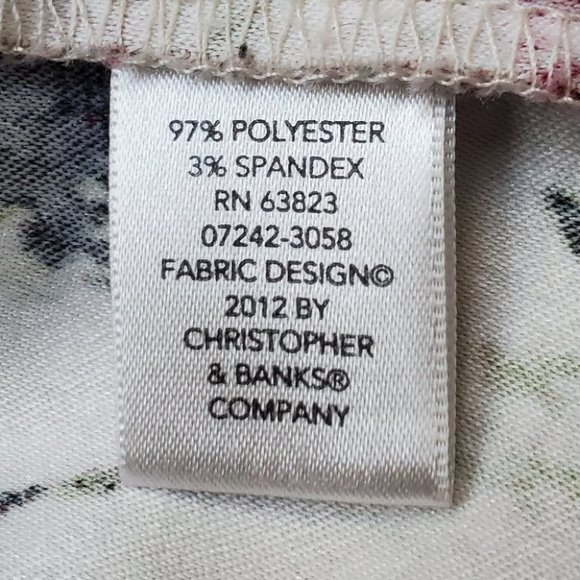 97% POLYESTER
3% SPANDEX
RN 63823
07242-3058
FABRIC DESIGN©
2012 BY
CHRISTOPHER
& BANKS®
COMPANY